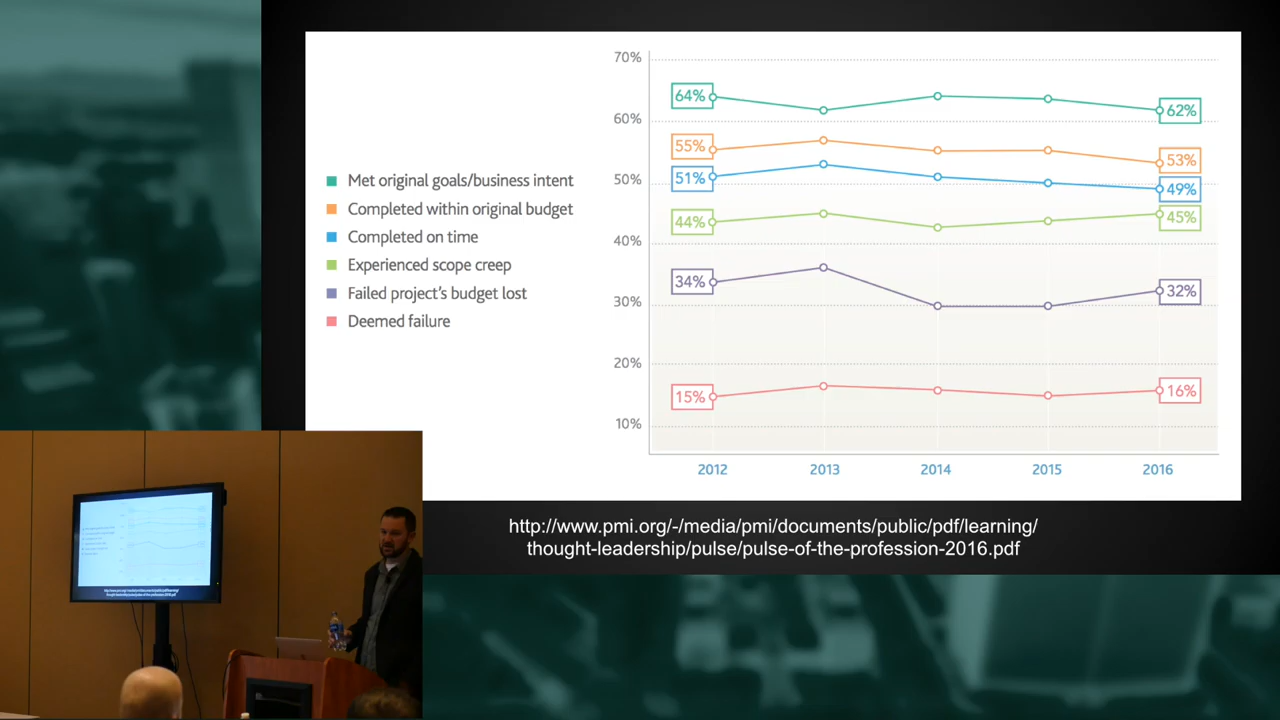 Met original goals/business intent
Completed within original budget
Completed on time
Experienced scope creep
Failed project's budget lost
Deemed failure
70%
60%
50%
40%
30%
20%
10%
64%
62%
55%
53%
51%
49%
44%
45%
34%
32%
15%
16%
2012 2013 2014 2015 2016
http://www.pmi.org/-/media/pmi/documents/public/pdf/learning/
thought-leadership/pulse/pulse-of-the-profession-2016.pdf